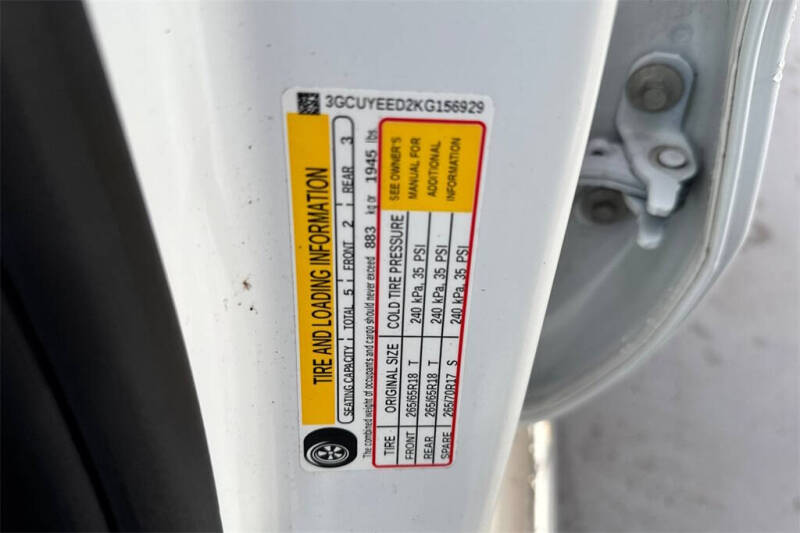 3GCUYEED2KG156929
TIRE AND LOADING INFORMATION
SEATING CAPACITY TOTAL 5 FRONT 2 REAR 3
The combined weight of occupants and cargo should never exceed 883 kg or 1945 lbs.
TIRE ORIGINAL SIZE COLD TIRE PRESSURE SEE OWNER'S
FRONT 265/65R18 T 240 kPa, 35 PSI MANUAL FOR
REAR 265/65R18 T 240 kPa, 35 PSI ADDITIONAL
SPARE 265/70R17 S 240 kPa, 35 PSI INFORMATION